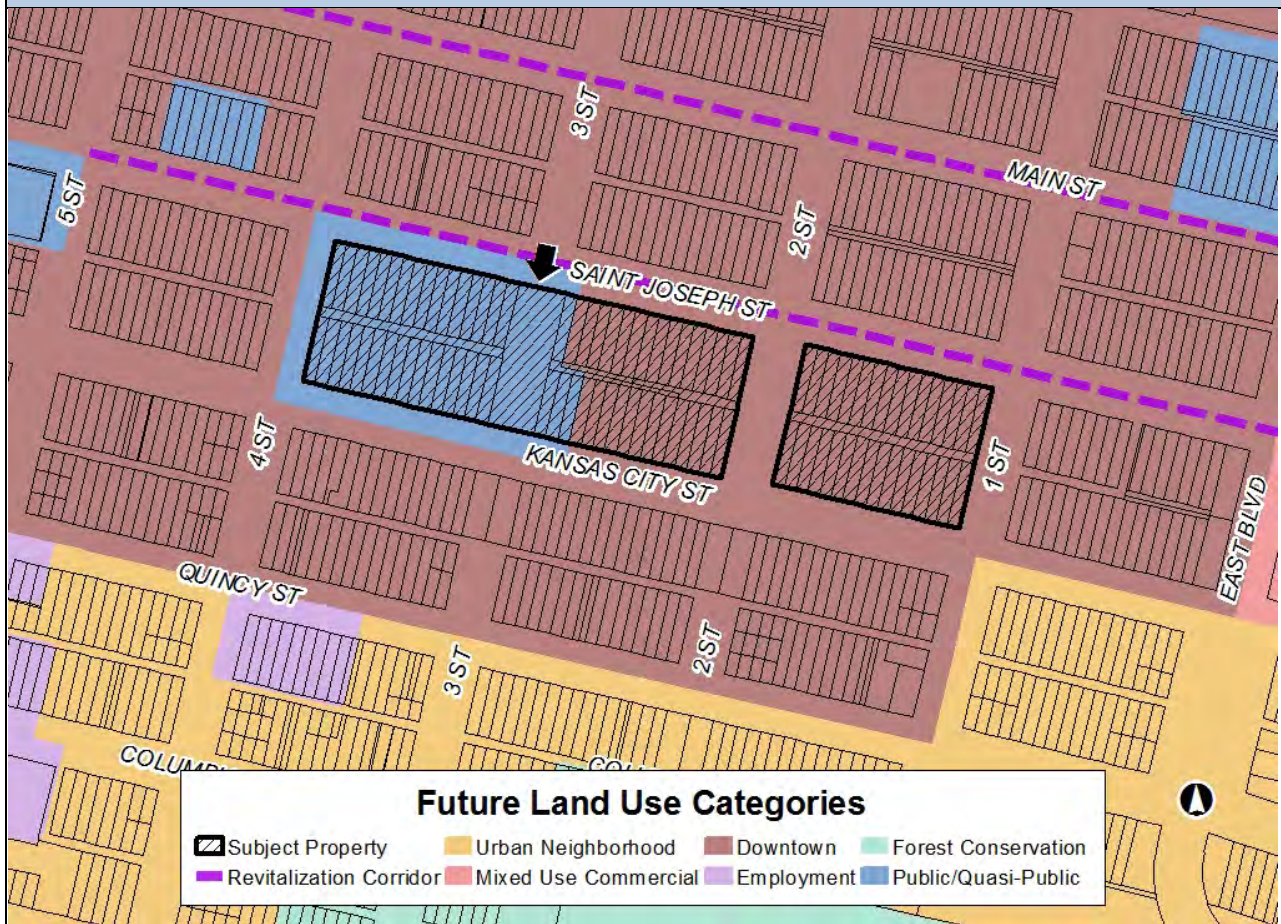 3 ST
MAIN ST
5 ST
2 ST
SAINT JOSEPH ST
4 ST
KANSAS CITY ST
1 ST
EAST BLVD
QUINCY ST
2 ST
3 ST
Future Land Use Categories
Subject Property
Urban Neighborhood
Downtown
Forest Conservation
Revitalization Corridor
Mixed Use Commercial
Employment
Public/Quasi-Public